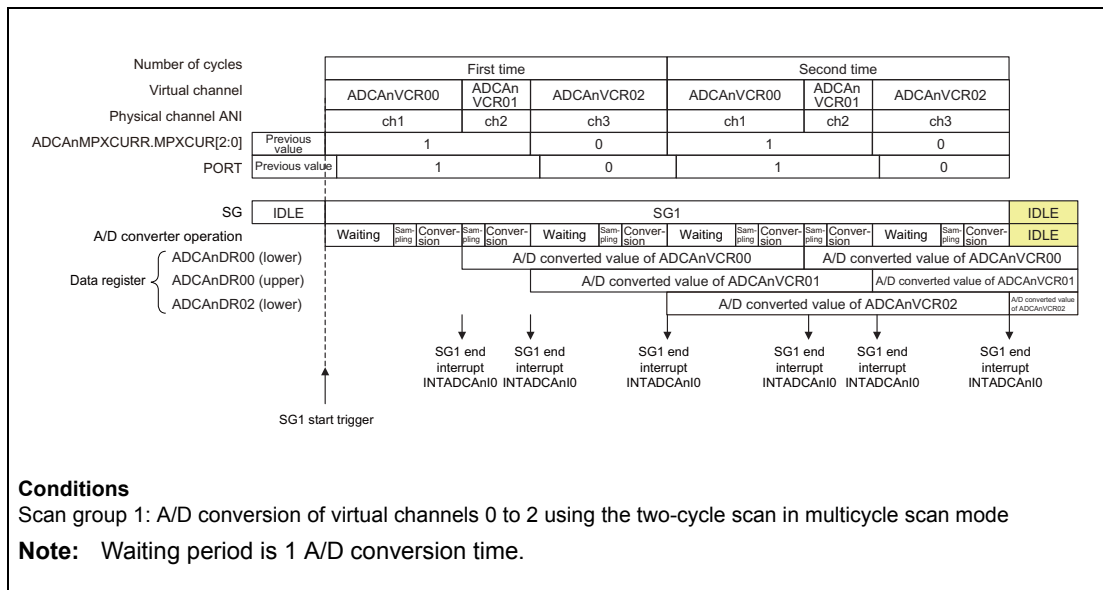 Number of cycles First time Second time
Virtual channel ADCAnVCR00 ADCAn VCR01 ADCAnVCR02 ADCAnVCR00 ADCAn VCR01 ADCAnVCR02
Physical channel ANI ch1 ch2 ch3 ch1 ch2 ch3
ADCAnMPXCURR.MPXCUR[2:0] Previous value 1 0 1 0
PORT Previous value 1 0 1 0
SG IDLE SG1 IDLE
A/D converter operation Waiting Sam-pling Conver-sion Sam-pling Conver-sion Waiting Sam-pling Conver-sion Waiting Sam-pling Conver-sion Sam-pling Conver-sion Waiting Sam-pling Conver-sion IDLE
Data register
ADCAnDR00 (lower) A/D converted value of ADCAnVCR00 A/D converted value of ADCAnVCR00
ADCAnDR00 (upper) A/D converted value of ADCAnVCR01 A/D converted value of ADCAnVCR01
ADCAnDR02 (lower) A/D converted value of ADCAnVCR02 A/D converted value of ADCAnVCR02
SG1 end SG1 end SG1 end SG1 end SG1 end SG1 end
interrupt interrupt interrupt interrupt interrupt interrupt
INTADCAnI0 INTADCAnI0 INTADCAnI0 INTADCAnI0 INTADCAnI0 INTADCAnI0
SG1 start trigger
Conditions
Scan group 1: A/D conversion of virtual channels 0 to 2 using the two-cycle scan in multicycle scan mode
Note: Waiting period is 1 A/D conversion time.